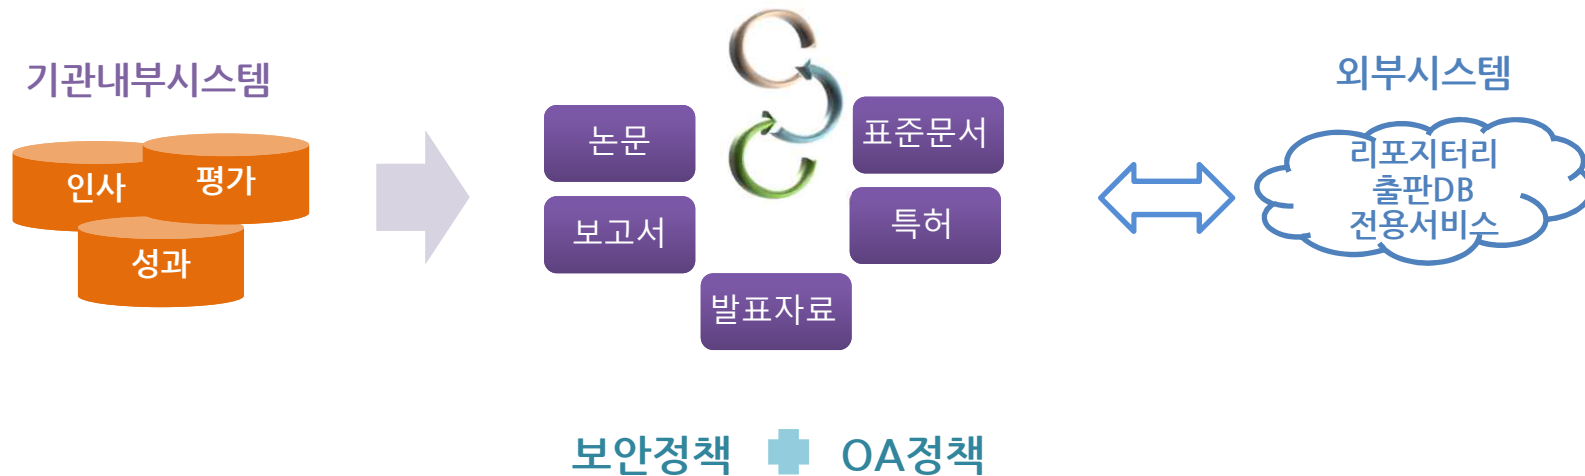 기관내부시스템
인사
평가
성과
논문
표준문서
보고서
특허
발표자료
외부시스템
리포지터리
출판DB
전용서비스
보안정책
OA정책